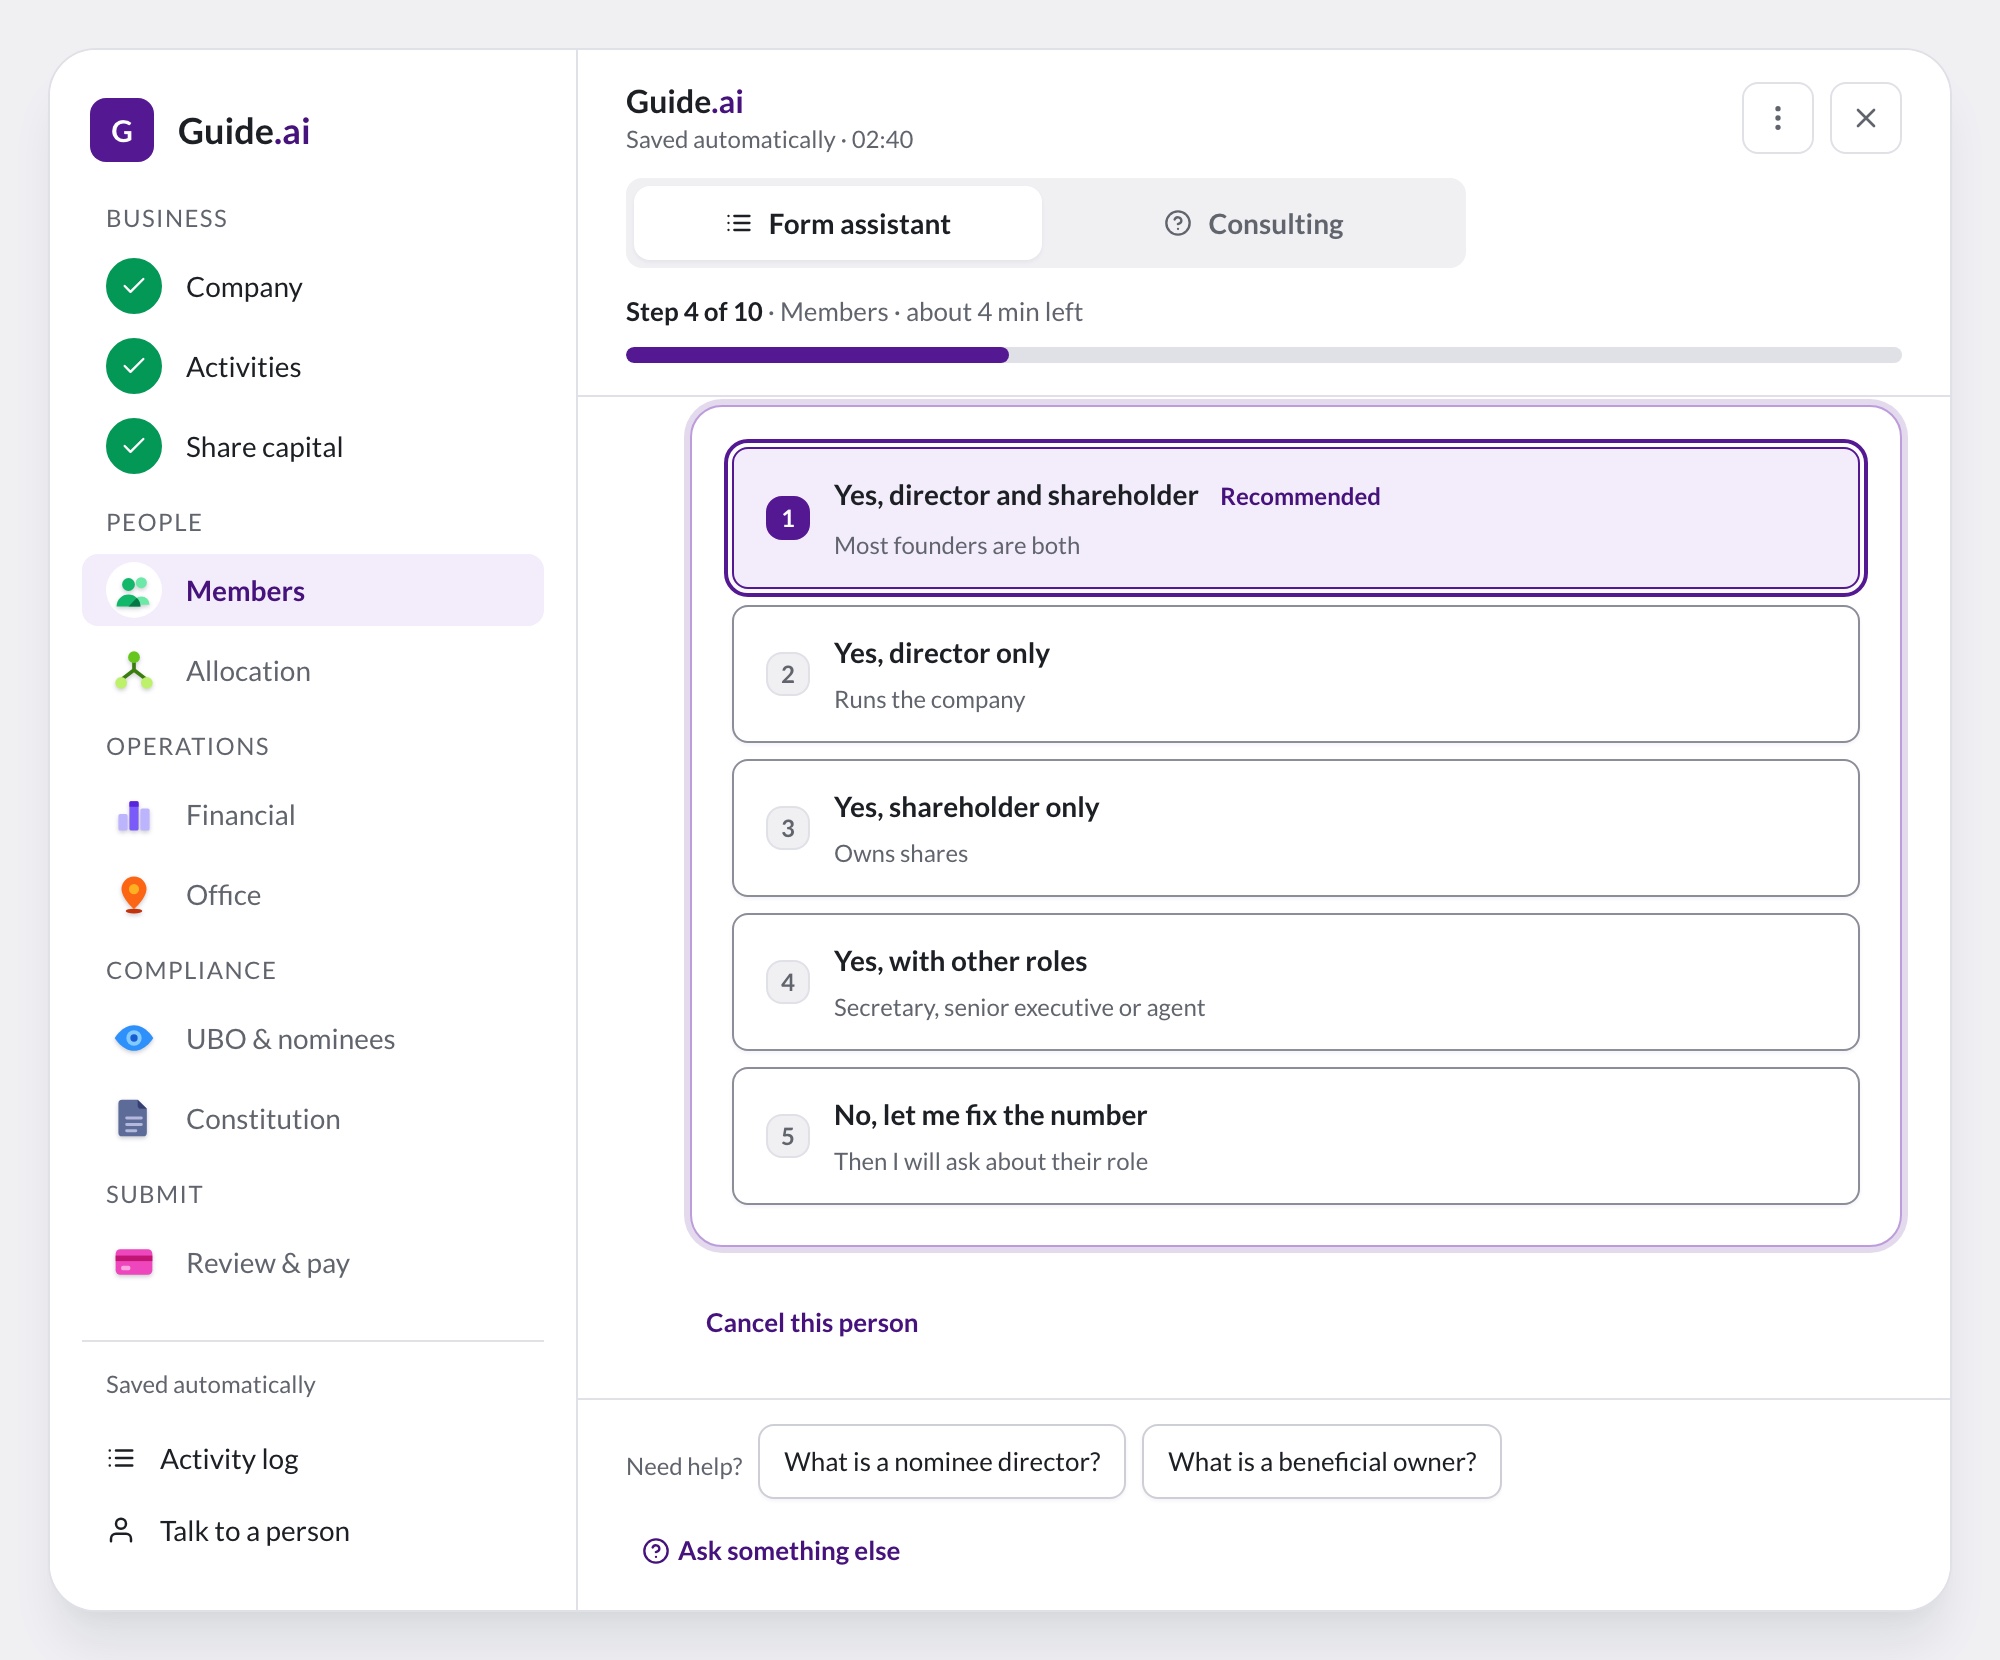 G
Guide.ai
BUSINESS
Company
Activities
Share capital
PEOPLE
Members
Allocation
OPERATIONS
Financial
Office
COMPLIANCE
UBO & nominees
Constitution
SUBMIT
Review & pay
Saved automatically
Activity log
Talk to a person
Guide.ai
Saved automatically · 02:40
Form assistant
Consulting
Step 4 of 10 · Members · about 4 min left
1
Yes, director and shareholder Recommended
Most founders are both
2
Yes, director only
Runs the company
3
Yes, shareholder only
Owns shares
4
Yes, with other roles
Secretary, senior executive or agent
5
No, let me fix the number
Then I will ask about their role
Cancel this person
Need help?
What is a nominee director?
What is a beneficial owner?
Ask something else